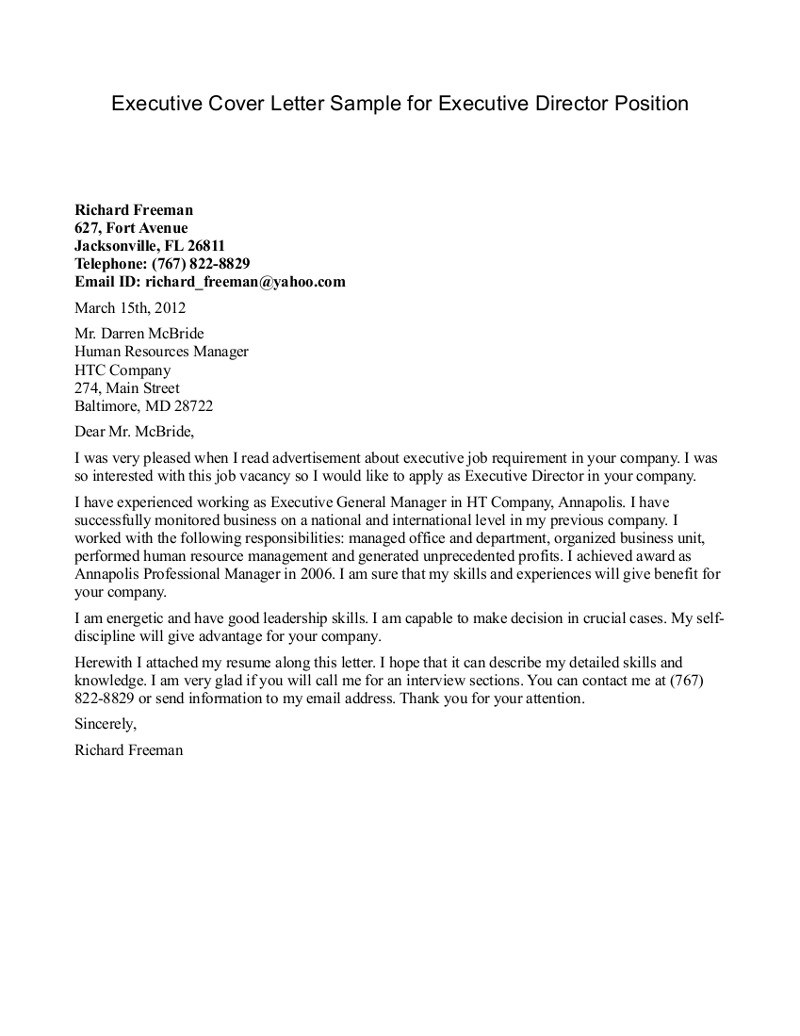 Executive Cover Letter Sample for Executive Director Position
Richard Freeman
627, Fort Avenue
Jacksonville, FL 26811
Telephone: (767) 822-8829
Email ID: richard_freeman@yahoo.com
March 15th, 2012
Mr. Darren McBride
Human Resources Manager
HTC Company
274, Main Street
Baltimore, MD 28722
Dear Mr. McBride,
I was very pleased when I read advertisement about executive job requirement in your company. I was
so interested with this job vacancy so I would like to apply as Executive Director in your company.
I have experienced working as Executive General Manager in HT Company, Annapolis. I have
successfully monitored business on a national and international level in my previous company. I
worked with the following responsibilities: managed office and department, organized business unit,
performed human resource management and generated unprecedented profits. I achieved award as
Annapolis Professional Manager in 2006. I am sure that my skills and experiences will give benefit for
your company.
I am energetic and have good leadership skills. I am capable to make decision in crucial cases. My self-
discipline will give advantage for your company.
Herewith I attached my resume along this letter. I hope that it can describe my detailed skills and
knowledge. I am very glad if you will call me for an interview sections. You can contact me at (767)
822-8829 or send information to my email address. Thank you for your attention.
Sincerely,
Richard Freeman